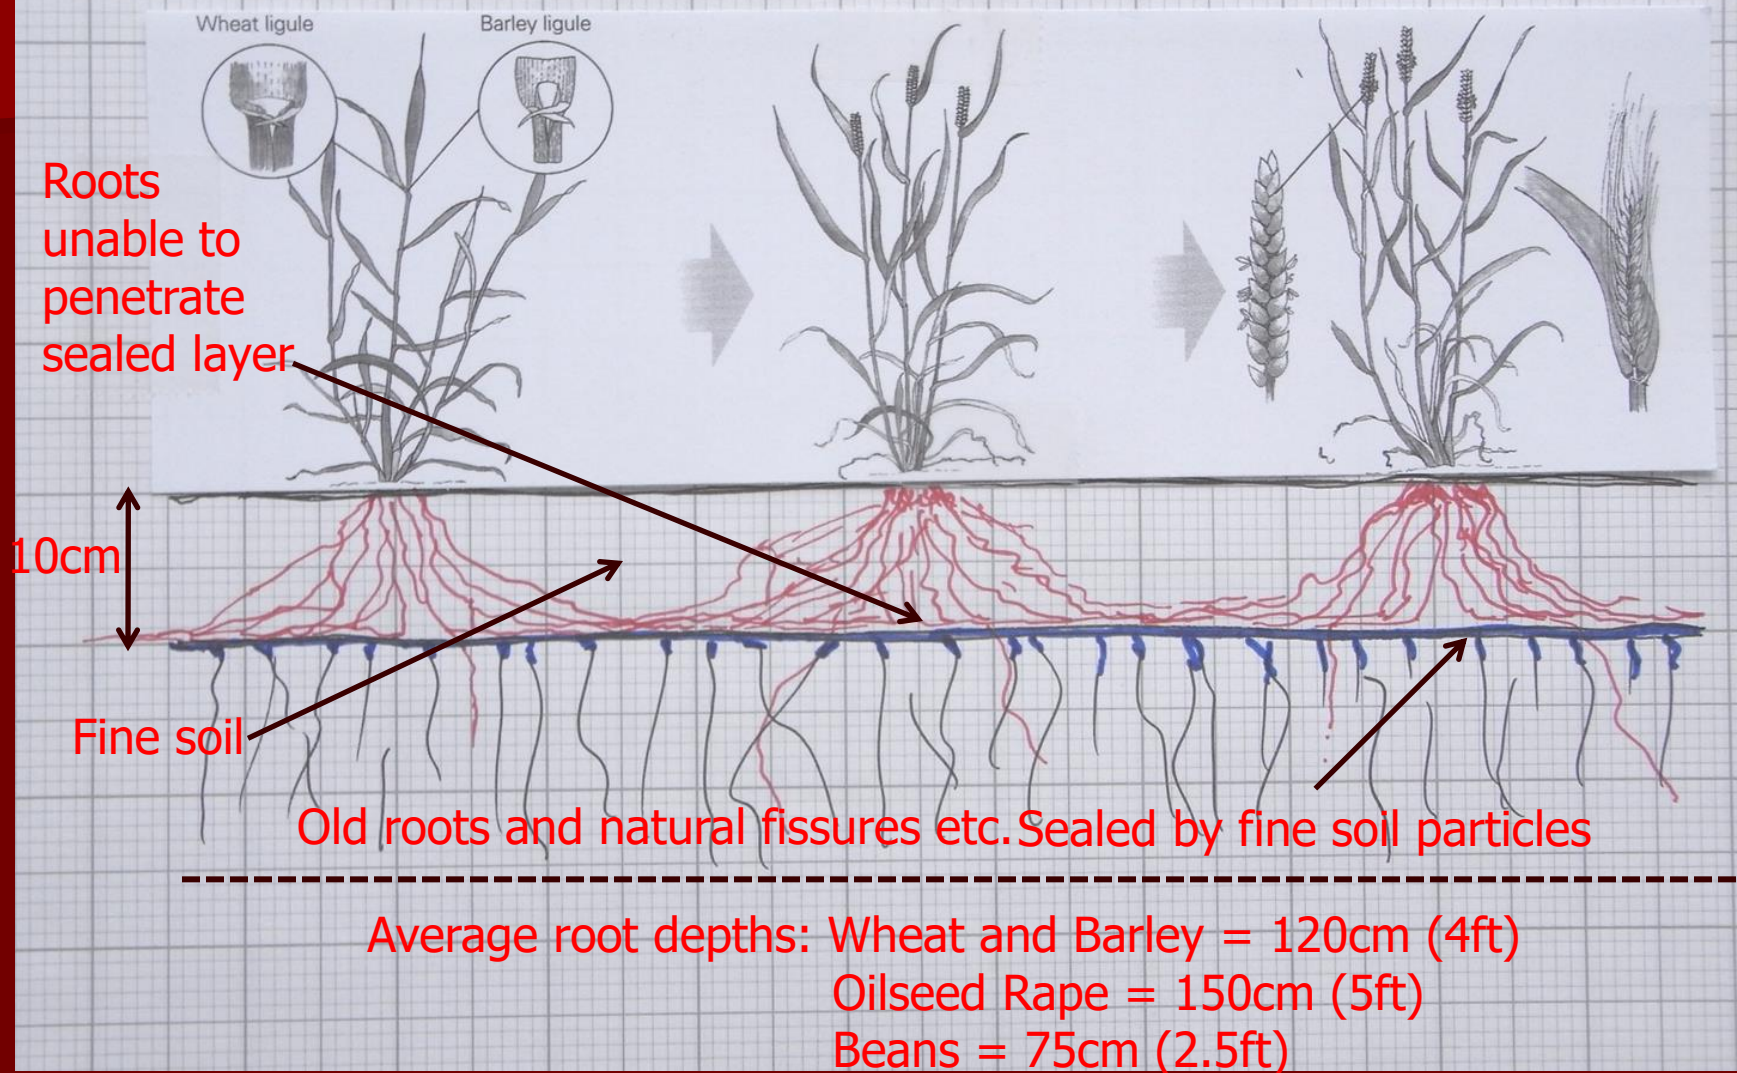 Wheat ligule
Barley ligule
Roots
unable to
penetrate
sealed layer
10cm
Fine soil
Old roots and natural fissures etc.
Sealed by fine soil particles
Average root depths: Wheat and Barley = 120cm (4ft)
Oilseed Rape = 150cm (5ft)
Beans = 75cm (2.5ft)